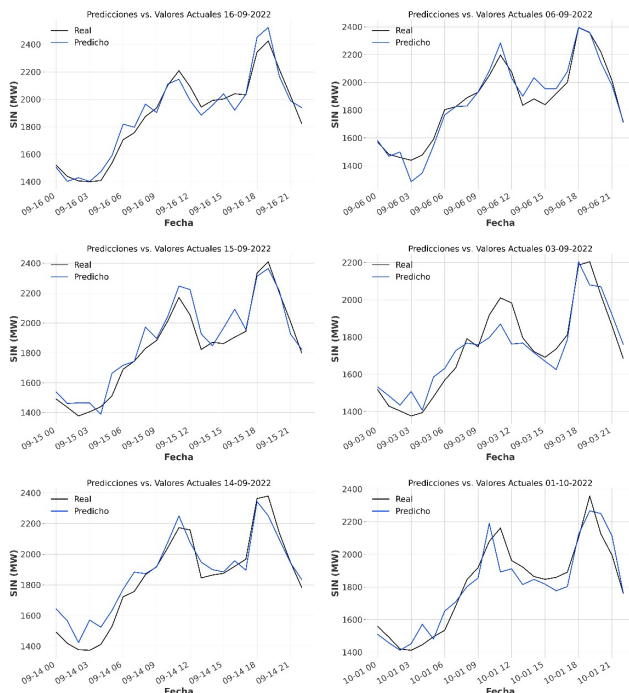 Predicciones vs. Valores Actuales 16-09-2022
Real
Predicho
SIN (MW)
2400
2200
2000
1800
1600
1400
09-16 00
09-16 03
09-16 06
09-16 09
09-16 12
09-16 15
09-16 18
09-16 21
Fecha
Predicciones vs. Valores Actuales 06-09-2022
Real
Predicho
SIN (MW)
2400
2200
2000
1800
1600
1400
09-06 00
09-06 03
09-06 06
09-06 09
09-06 12
09-06 15
09-06 18
09-06 21
Fecha
Predicciones vs. Valores Actuales 15-09-2022
Real
Predicho
SIN (MW)
2400
2200
2000
1800
1600
1400
09-15 00
09-15 03
09-15 06
09-15 09
09-15 12
09-15 15
09-15 18
09-15 21
Fecha
Predicciones vs. Valores Actuales 03-09-2022
Real
Predicho
SIN (MW)
2200
2000
1800
1600
1400
09-03 00
09-03 03
09-03 06
09-03 09
09-03 12
09-03 15
09-03 18
09-03 21
Fecha
Predicciones vs. Valores Actuales 14-09-2022
Real
Predicho
SIN (MW)
2400
2200
2000
1800
1600
1400
09-14 00
09-14 03
09-14 06
09-14 09
09-14 12
09-14 15
09-14 18
09-14 21
Fecha
Predicciones vs. Valores Actuales 01-10-2022
Real
Predicho
SIN (MW)
2400
2200
2000
1800
1600
1400
10-01 00
10-01 03
10-01 06
10-01 09
10-01 12
10-01 15
10-01 18
10-01 21
Fecha